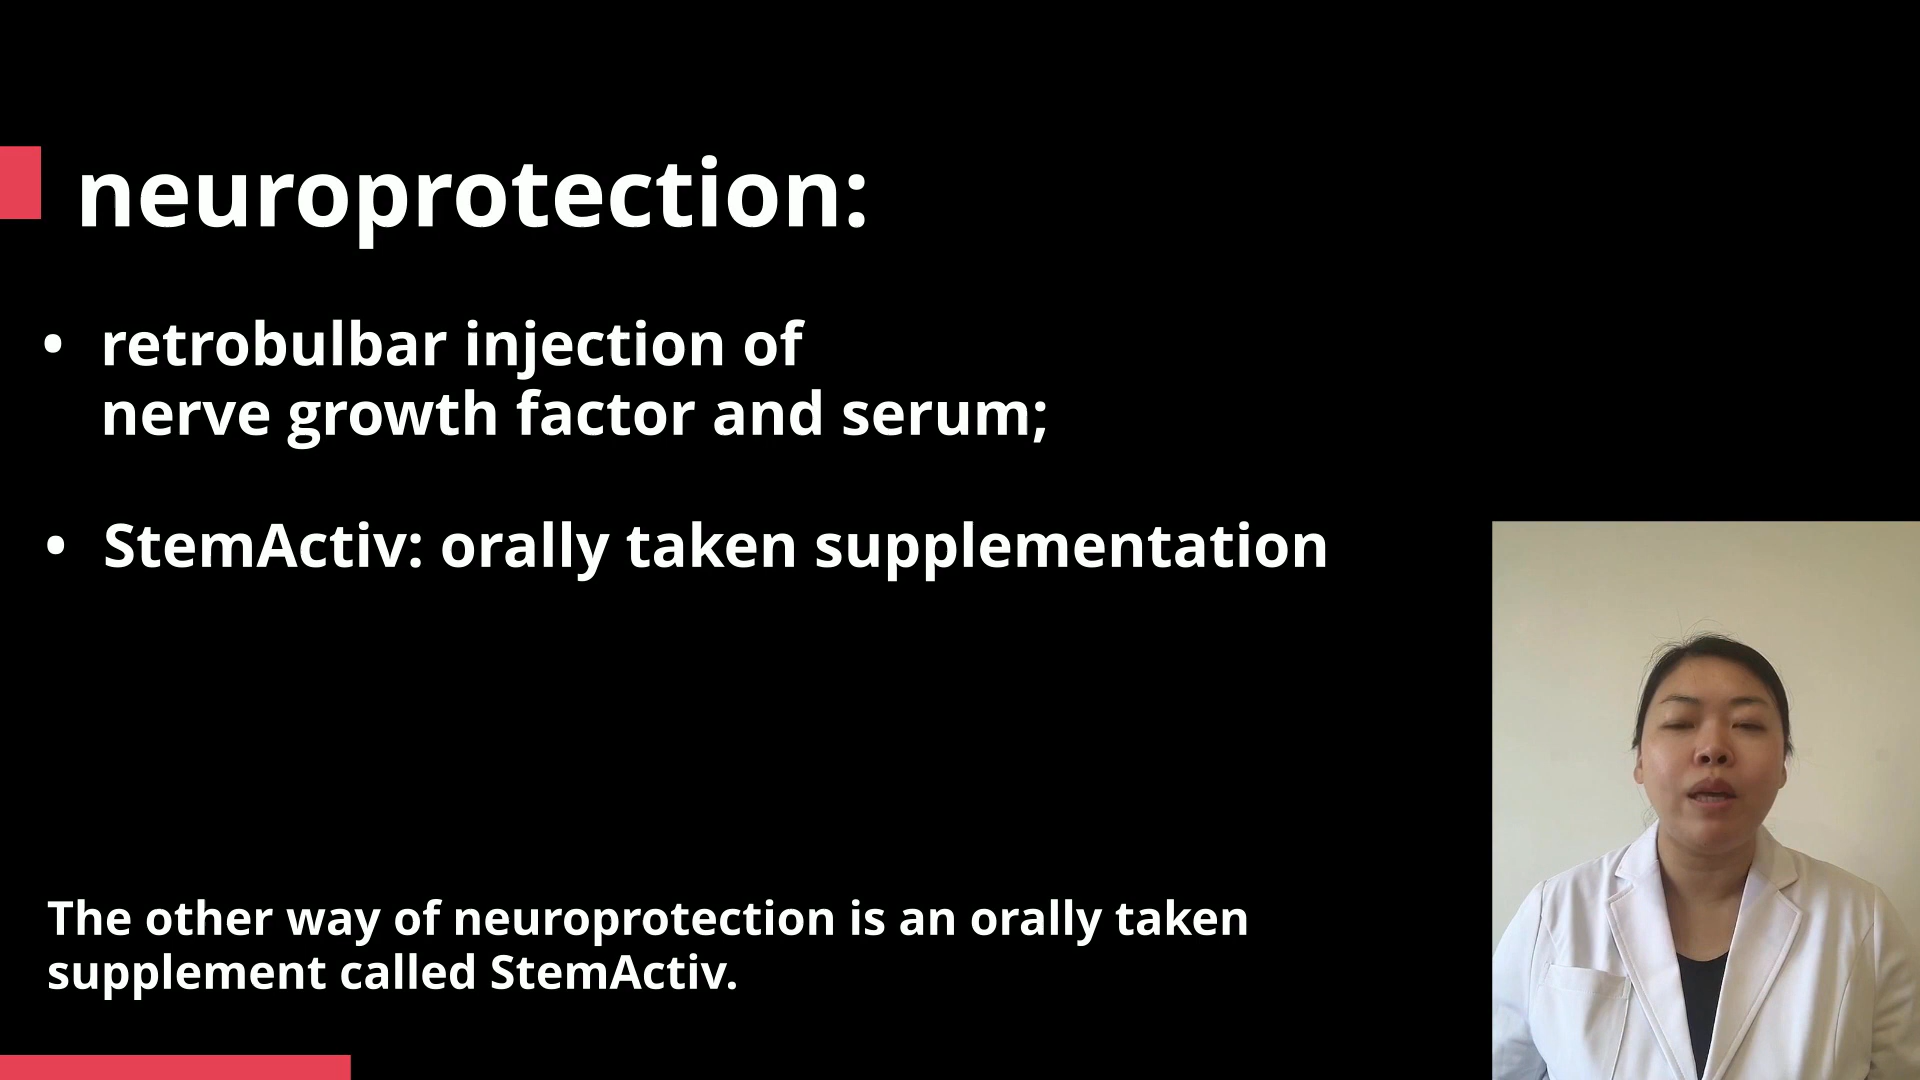 neuroprotection:
• retrobulbar injection of
nerve growth factor and serum;
• StemActiv: orally taken supplementation
The other way of neuroprotection is an orally taken
supplement called StemActiv.